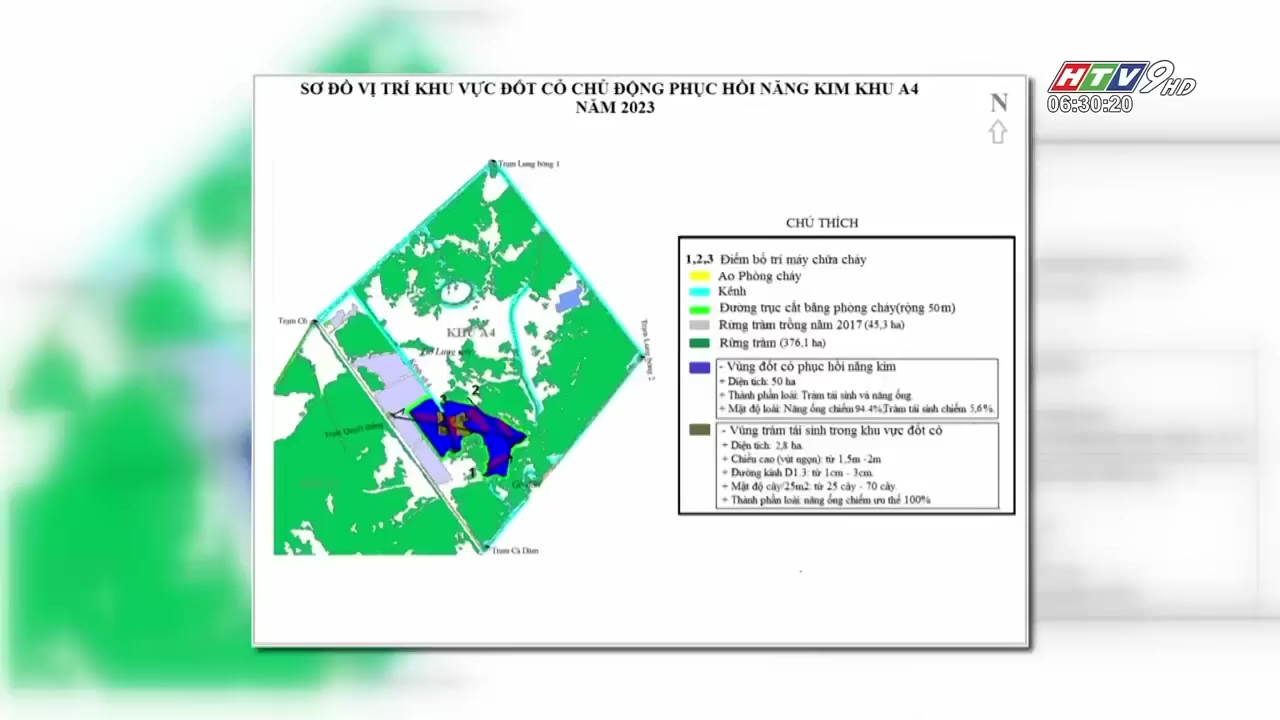 SƠ ĐỒ VỊ TRÍ KHU VỰC ĐỐT CỎ CHỦ ĐỘNG PHỤC HỒI NĂNG KIM KHU A4
NĂM 2023
HTV9 HD
06:30:20
N
Trạm Lung bông 1
Trạm C6
KHU A4
Trạm Lung bông 2
3
2
1
Trạm Quyết thắng
Trạm Cà Dăm
CHÚ THÍCH
1,2,3 Điểm bố trí máy chữa cháy
Ao Phòng cháy
Kênh
Đường trục cắt băng phòng cháy(rộng 50m)
Rừng tràm trồng năm 2017 (45,3 ha)
Rừng tràm (376,1 ha)
- Vùng đốt cỏ phục hồi năng kim
+ Diện tích: 50 ha
+ Thành phần loài: Tràm tái sinh và năng ống.
+ Mật độ loài: Năng ống chiếm 94.4%,Tràm tái sinh chiếm 5,6%.
- Vùng tràm tái sinh trong khu vực đốt cỏ
+ Diện tích: 2,8 ha.
+ Chiều cao (vút ngọn): từ 1,5m -2m
+ Đường kính D1.3: từ 1cm - 3cm.
+ Mật độ cây/25m2: từ 25 cây - 70 cây.
+ Thành phần loài: năng ống chiếm ưu thế 100%